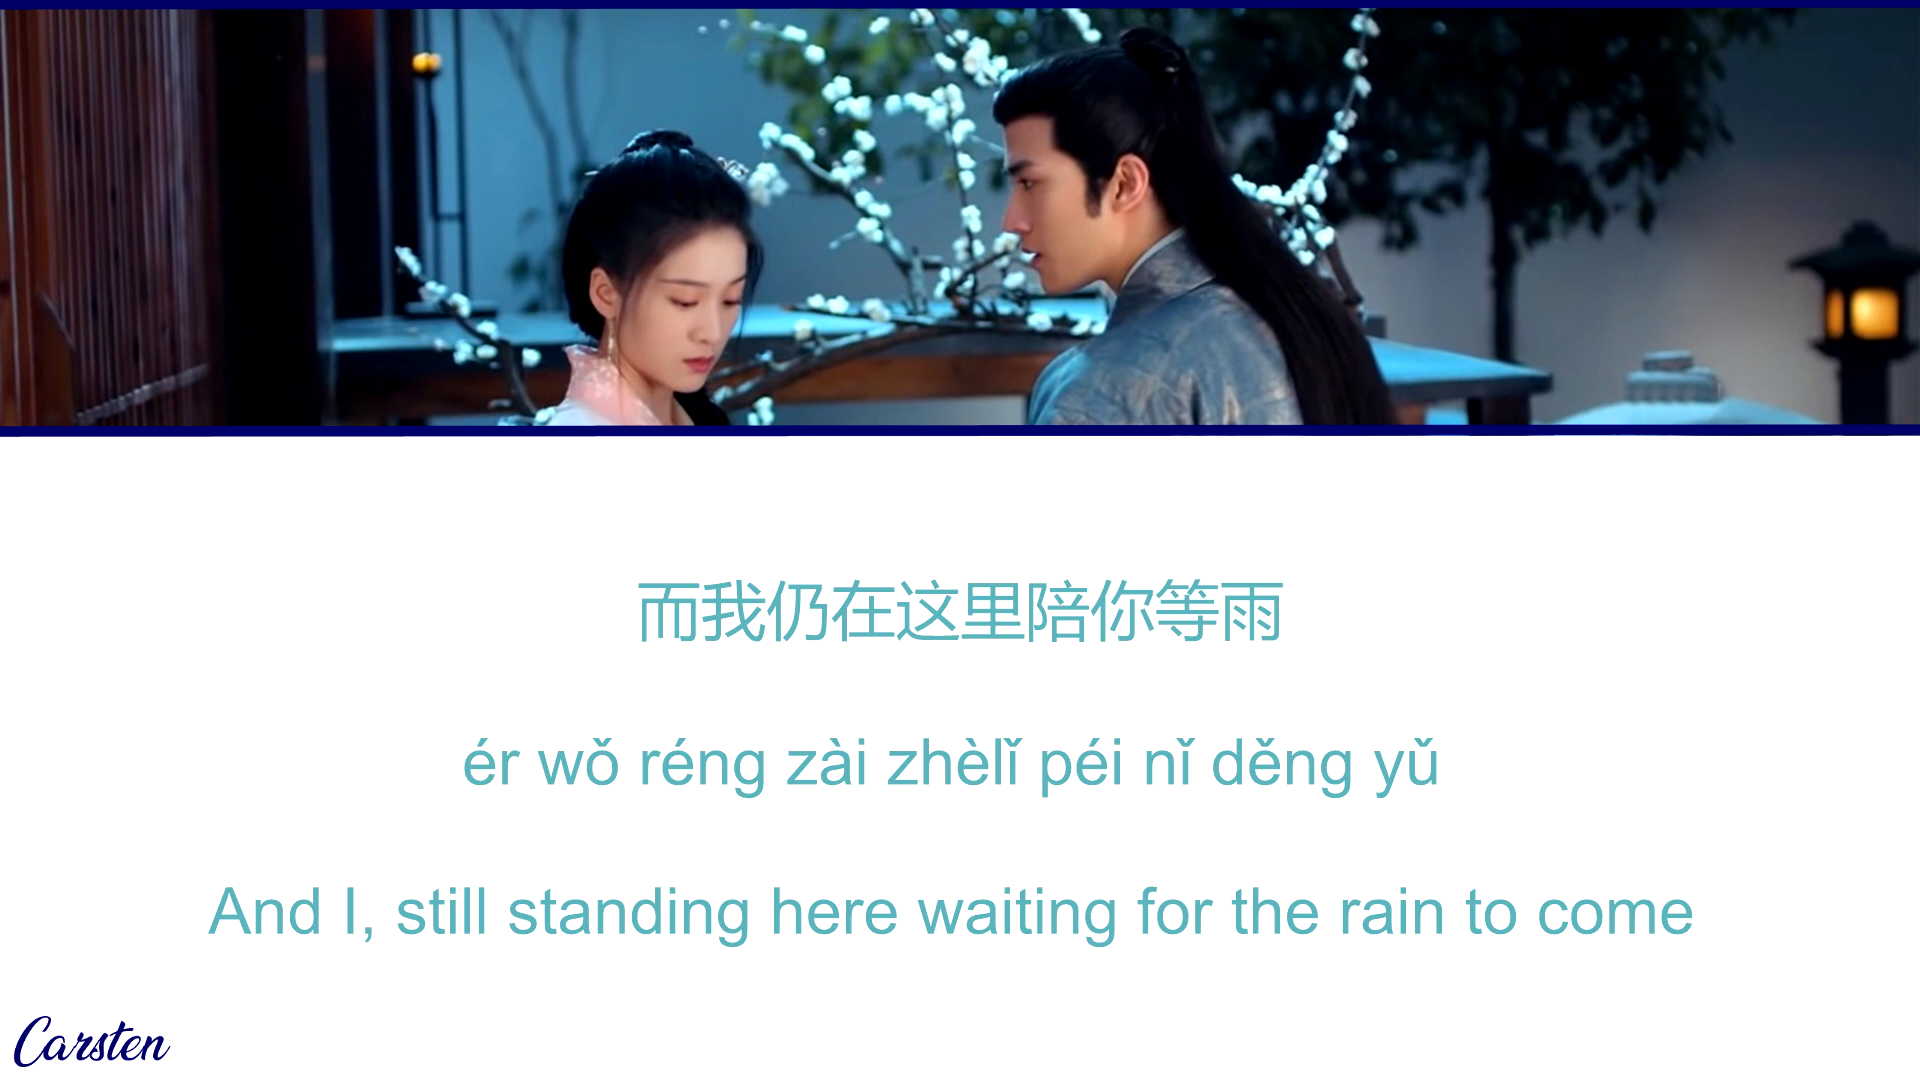 而我仍在这里陪你等雨
ér wǒ réng zài zhèlǐ péi nǐ děng yǔ
And I, still standing here waiting for the rain to come
Carsten